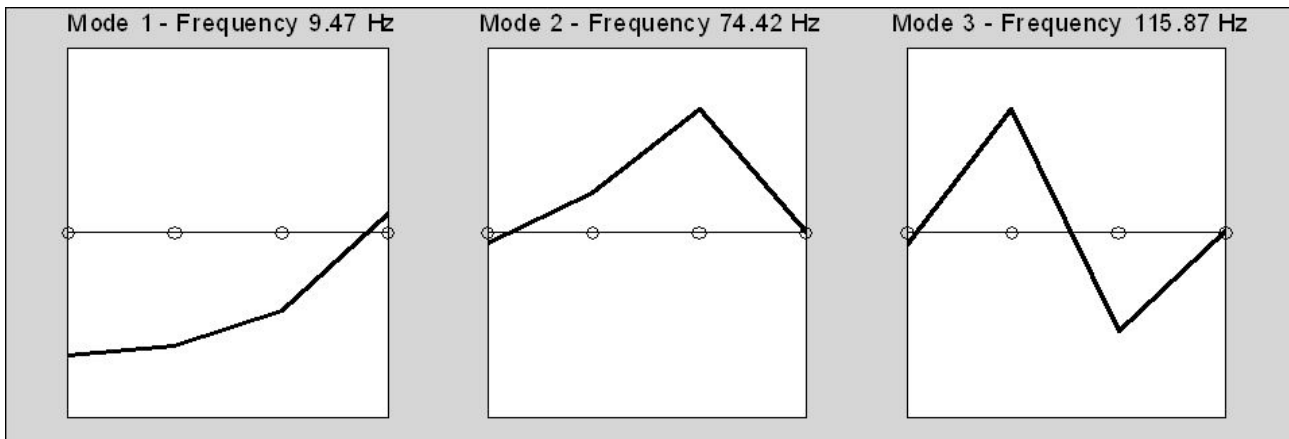 Mode 1 - Frequency 9.47 Hz
Mode 2 - Frequency 74.42 Hz
Mode 3 - Frequency 115.87 Hz